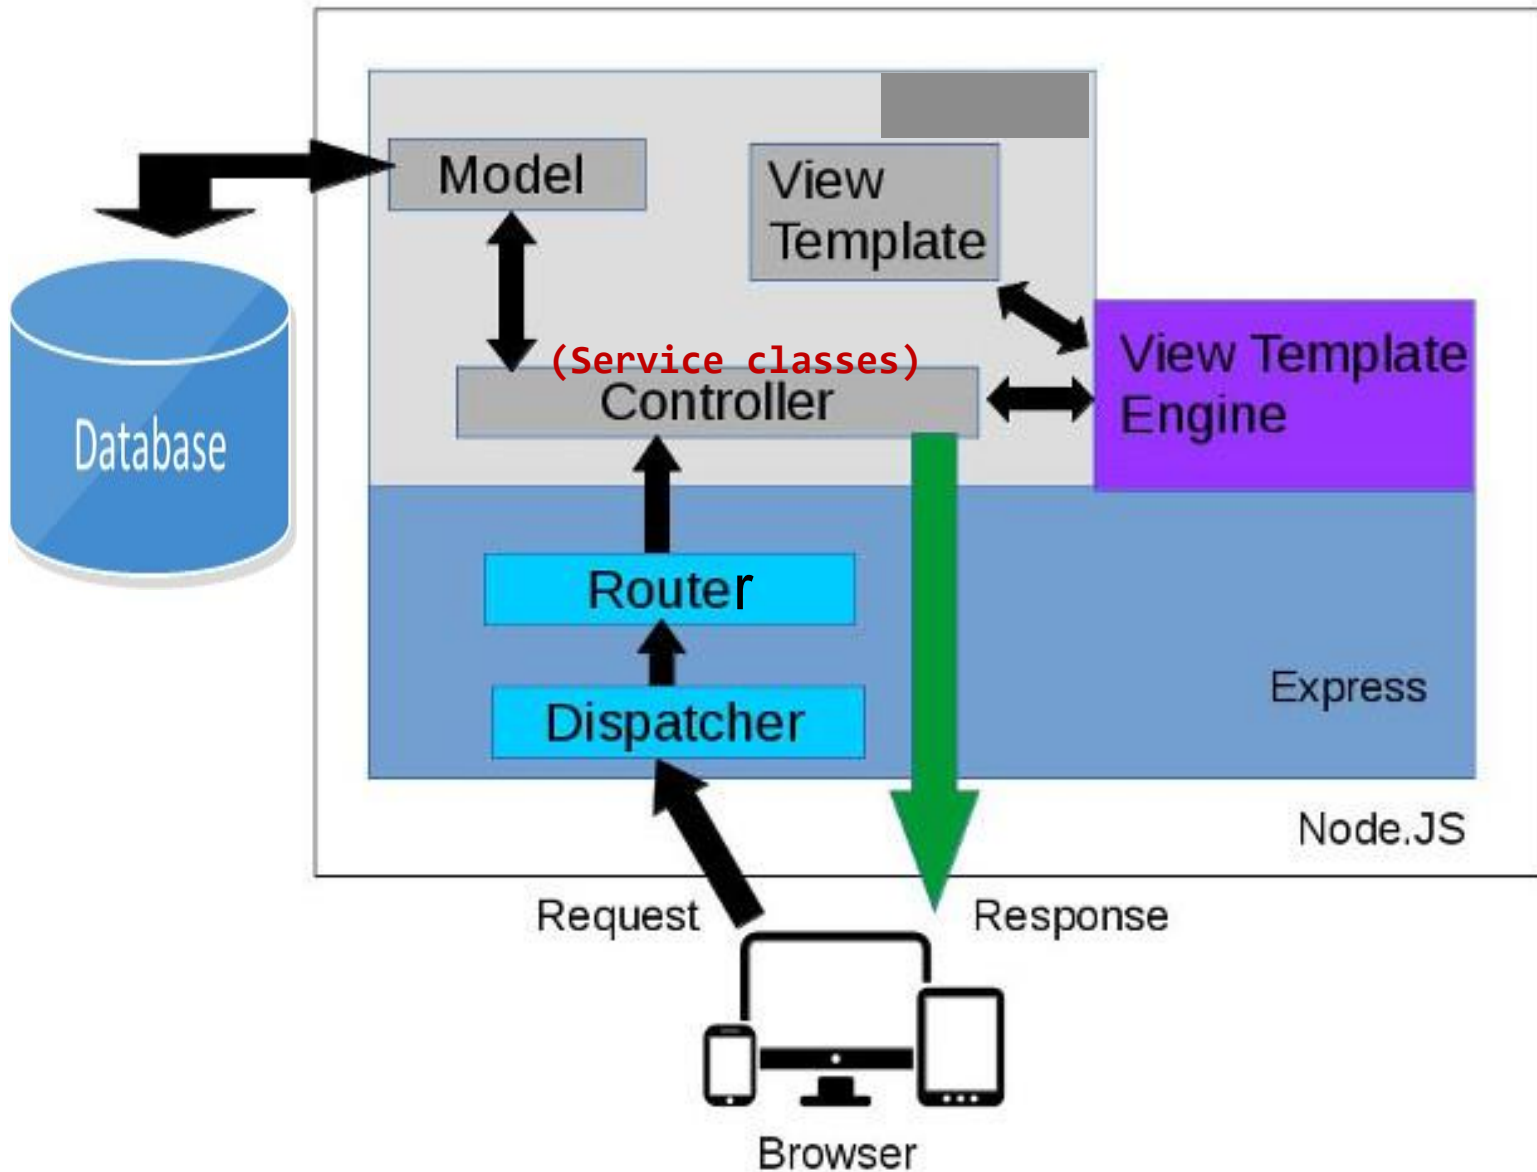 Model
View
Template
(Service classes)
Controller
View Template
Engine
Database
Router
Dispatcher
Express
Node.JS
Request
Response
Browser